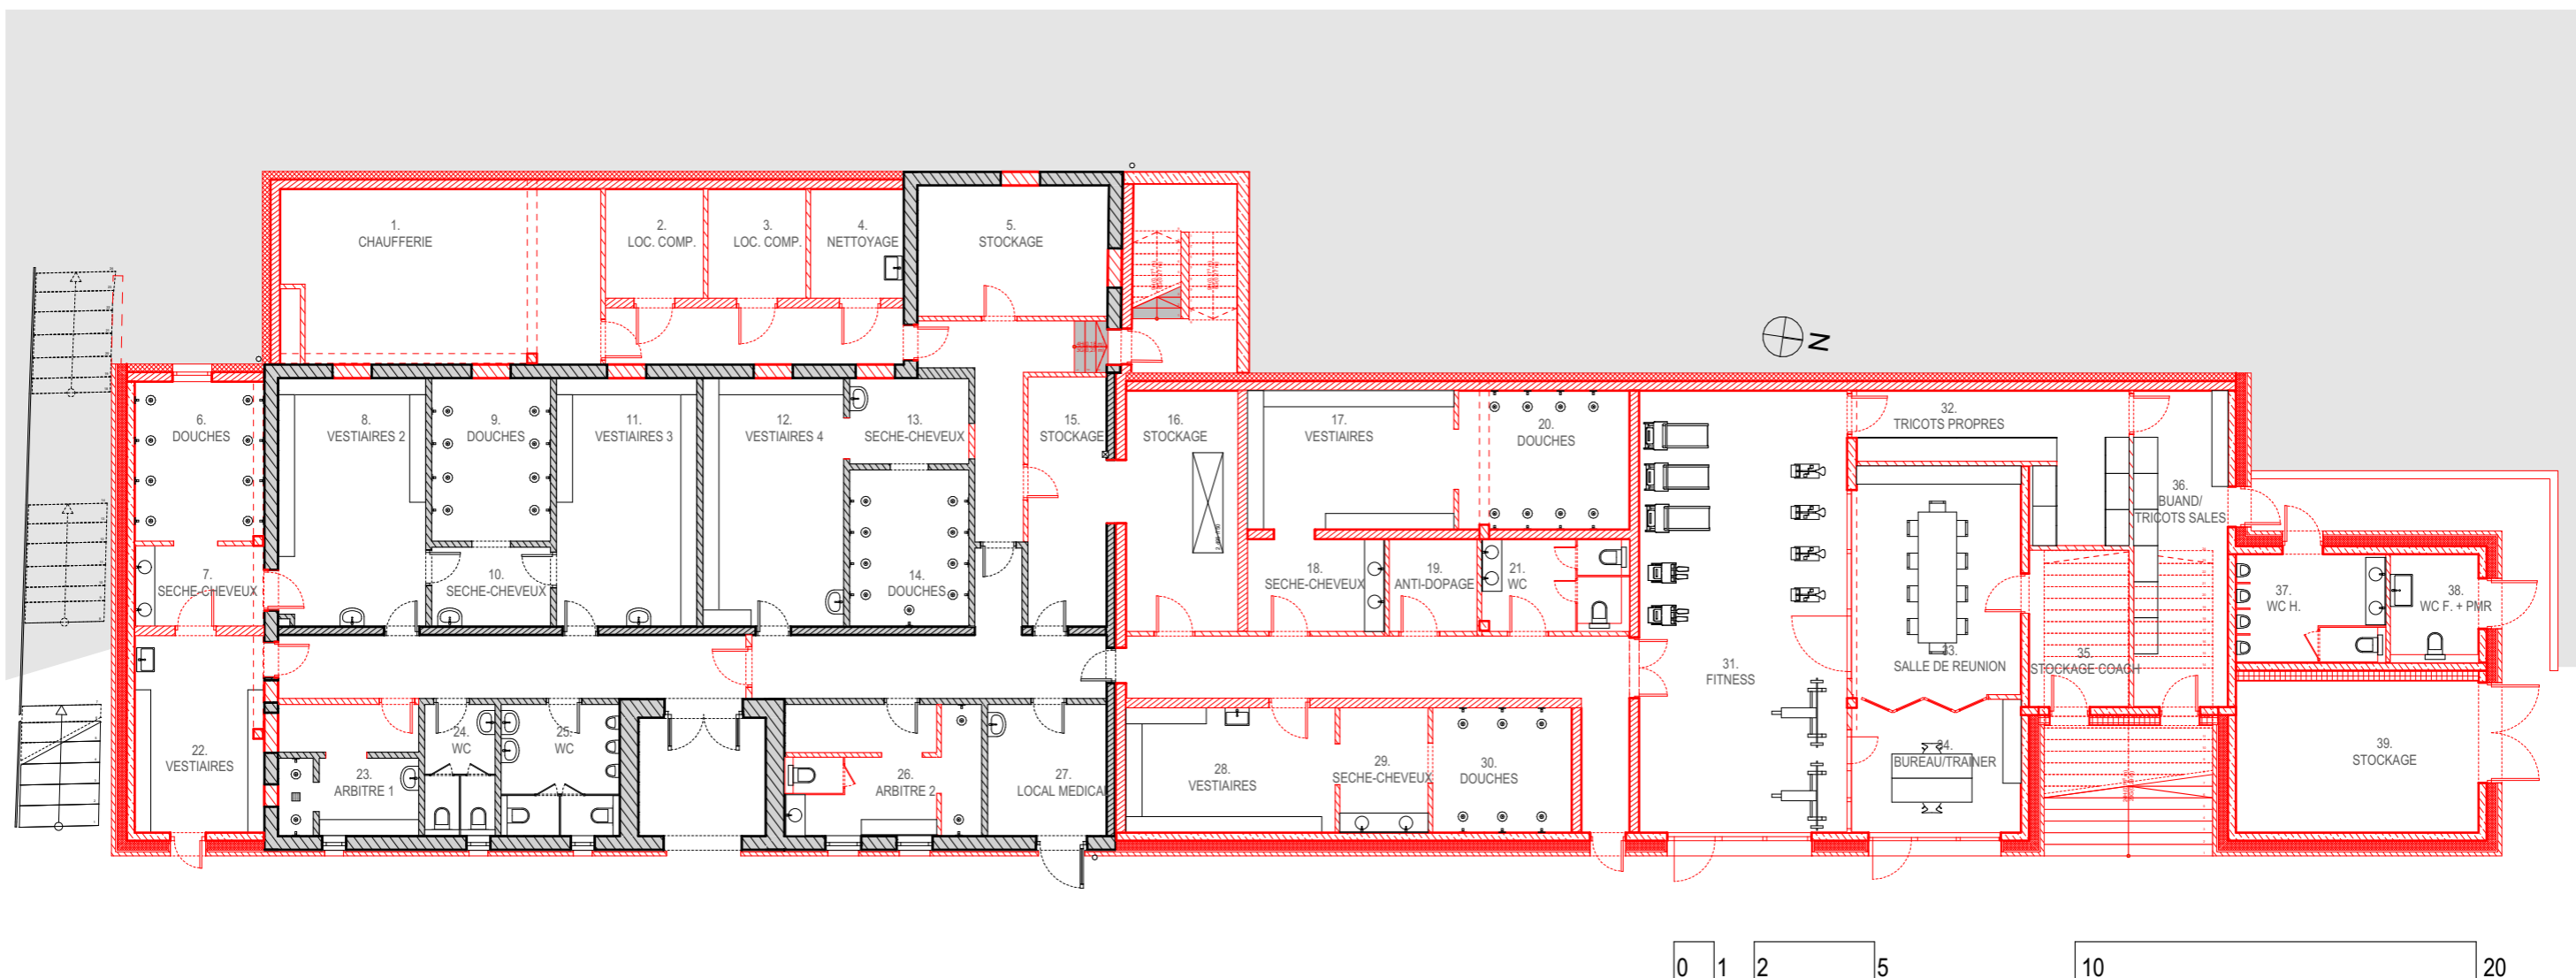 1.
CHAUFFERIE
2.
LOC. COMP.
3.
LOC. COMP.
4.
NETTOYAGE
5.
STOCKAGE
6.
DOUCHES
7.
SECHE-CHEVEUX
8.
VESTIAIRES 2
9.
DOUCHES
10.
SECHE-CHEVEUX
11.
VESTIAIRES 3
12.
VESTIAIRES 4
13.
SECHE-CHEVEUX
14.
DOUCHES
15.
STOCKAGE
16.
STOCKAGE
17.
VESTIAIRES
18.
SECHE-CHEVEUX
19.
ANTI-DOPAGE
20.
DOUCHES
21.
WC
22.
VESTIAIRES
23.
ARBITRE 1
24.
WC
25.
WC
26.
ARBITRE 2
27.
LOCAL MEDICAL
28.
VESTIAIRES
29.
SECHE-CHEVEUX
30.
DOUCHES
31.
FITNESS
32.
TRICOTS PROPRES
33.
SALLE DE REUNION
34.
BUREAU/TRAINER
35.
STOCKAGE COACH
36.
BUAND/
TRICOTS SALES
37.
WC H.
38.
WC F. + PMR
39.
STOCKAGE
N
0 1 2 5 10 20